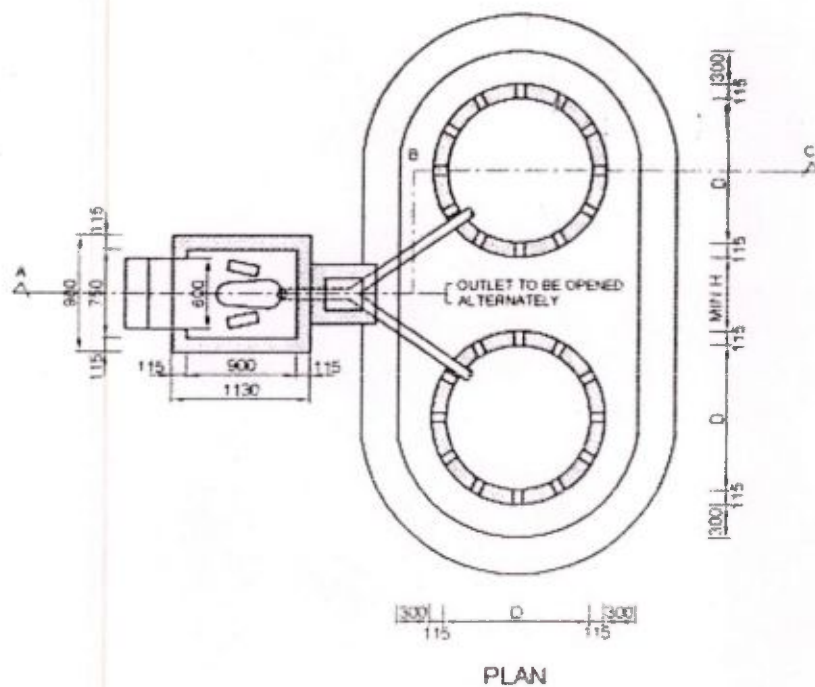 300
115
D
115
MIN H
115
D
115
300
A
B
C
115
980
750
600
115
OUTLET TO BE OPENED
ALTERNATELY
115
900
115
1130
300
D
300
115
115
PLAN